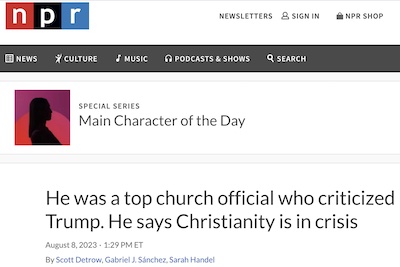 npr
NEWSLETTERS SIGN IN NPR SHOP
NEWS CULTURE MUSIC PODCASTS & SHOWS SEARCH
SPECIAL SERIES
Main Character of the Day
He was a top church official who criticized
Trump. He says Christianity is in crisis
August 8, 2023 · 1:29 PM ET
By Scott Detrow, Gabriel J. Sánchez, Sarah Handel